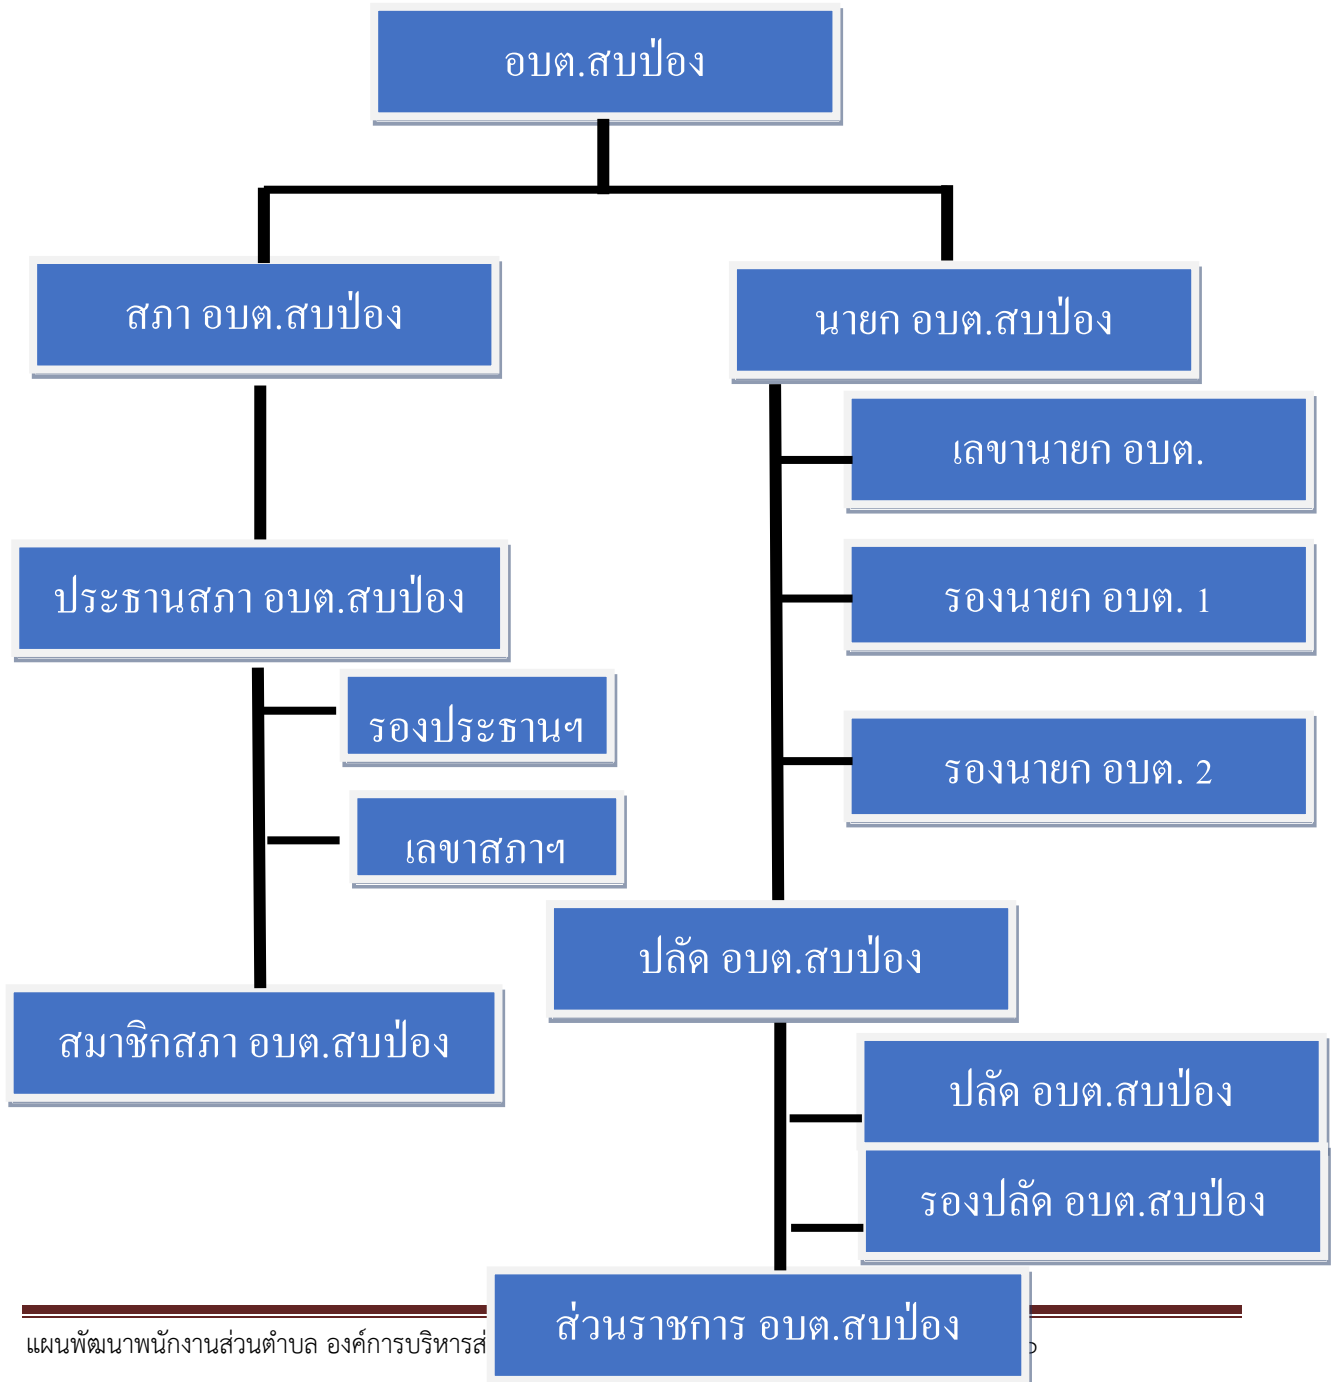 อบต.สบป่อง
สภา อบต.สบป่อง
นายก อบต.สบป่อง
เลขานายก อบต.
รองนายก อบต. 1
รองนายก อบต. 2
ประธานสภา อบต.สบป่อง
รองประธานฯ
เลขาสภาฯ
สมาชิกสภา อบต.สบป่อง
ปลัด อบต.สบป่อง
ปลัด อบต.สบป่อง
รองปลัด อบต.สบป่อง
ส่วนราชการ อบต.สบป่อง
แผนพัฒนาพนักงานส่วนตำบล องค์การบริหารส่